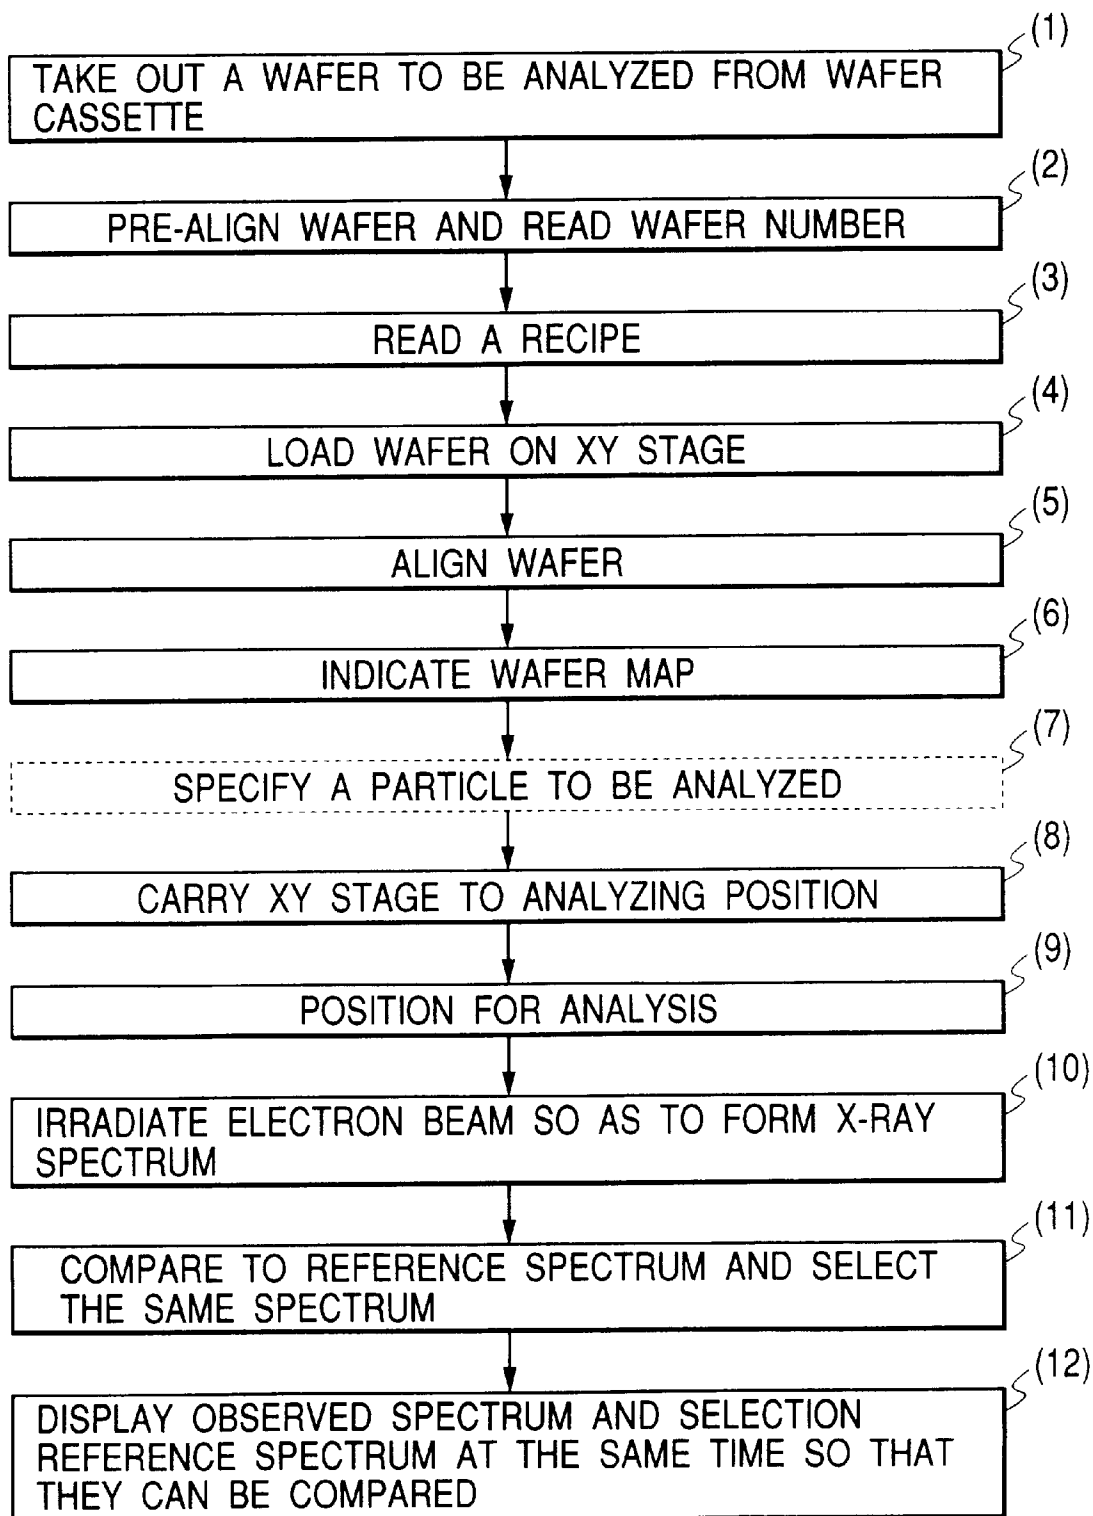 (1)
TAKE OUT A WAFER TO BE ANALYZED FROM WAFER
CASSETTE
(2)
PRE-ALIGN WAFER AND READ WAFER NUMBER
(3)
READ A RECIPE
(4)
LOAD WAFER ON XY STAGE
(5)
ALIGN WAFER
(6)
INDICATE WAFER MAP
(7)
SPECIFY A PARTICLE TO BE ANALYZED
(8)
CARRY XY STAGE TO ANALYZING POSITION
(9)
POSITION FOR ANALYSIS
(10)
IRRADIATE ELECTRON BEAM SO AS TO FORM X-RAY
SPECTRUM
(11)
COMPARE TO REFERENCE SPECTRUM AND SELECT
THE SAME SPECTRUM
(12)
DISPLAY OBSERVED SPECTRUM AND SELECTION
REFERENCE SPECTRUM AT THE SAME TIME SO THAT
THEY CAN BE COMPARED